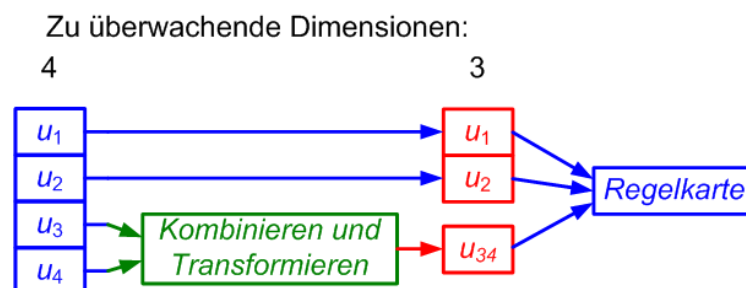 Zu überwachende Dimensionen:
4 3
u1 u1
u2 u2 Regelkarte
u3 Kombinieren und
u4 Transformieren u34